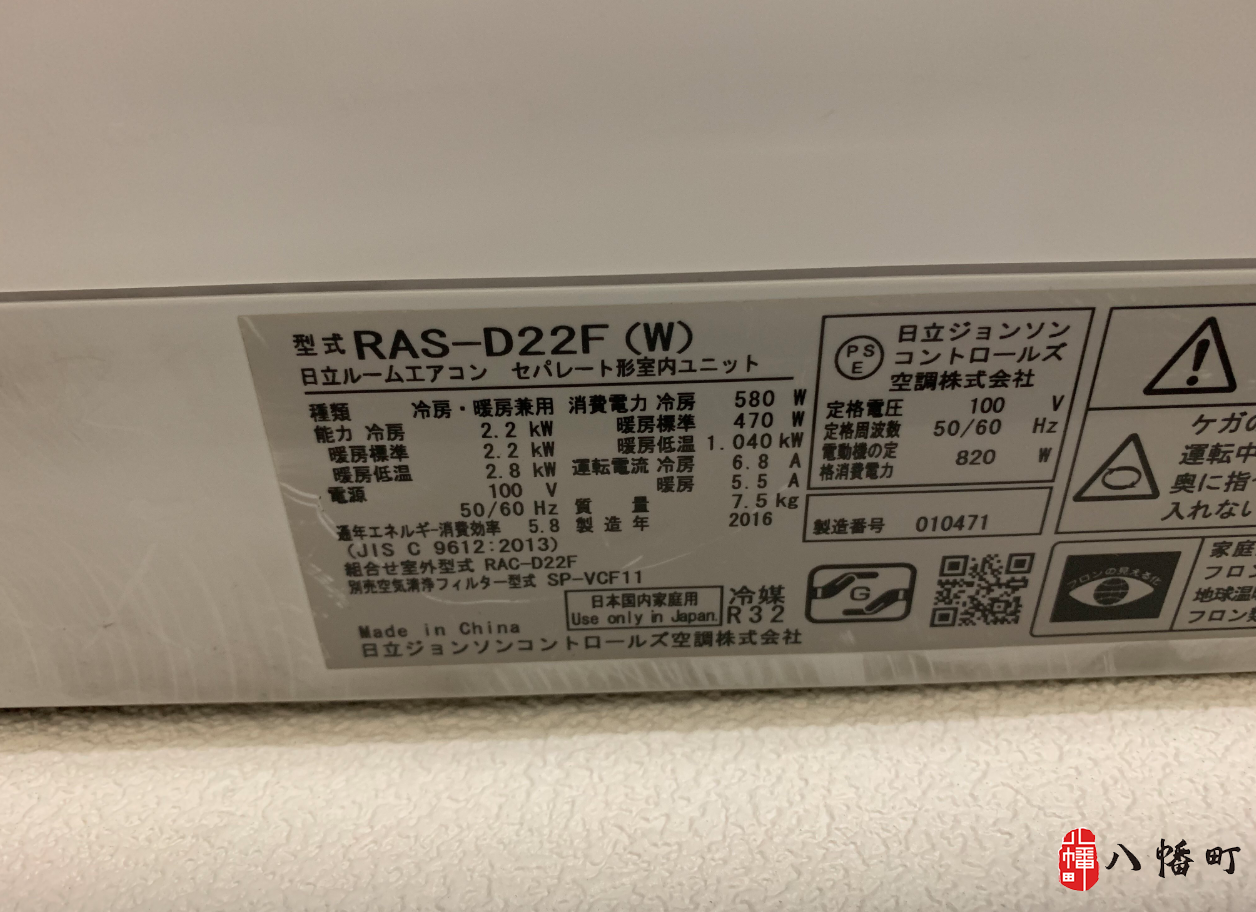 型式 RAS-D22F (W)
日立ルームエアコン セパレート形室内ユニット
種類 冷房・暖房兼用
能力 冷房 2.2 kW
暖房標準 2.2 kW
暖房低温 2.8 kW
電源 100 V
50/60 Hz
通年エネルギー消費効率 5.8
(JIS C 9612:2013)
組合せ室外型式 RAC-D22F
別売空気清浄フィルター型式 SP-VCF11
消費電力 冷房 580 W
暖房標準 470 W
暖房低温 1.040 kW
運転電流 冷房 6.8 A
暖房 5.5 A
質量 7.5 kg
製造年 2016
日本国内家庭用
Use only in Japan.
冷媒
R32
Made in China
日立ジョンソンコントロールズ空調株式会社
PS
E
日立ジョンソン
コントロールズ
空調株式会社
定格電圧 100 V
定格周波数 50/60 Hz
電動機の定
格消費電力 820 W
製造番号 010471
G
フロンの見える化
ケガの
運転中
奥に指
入れない
家庭
フロ
地球温暖
フロン
八幡町
八幡町